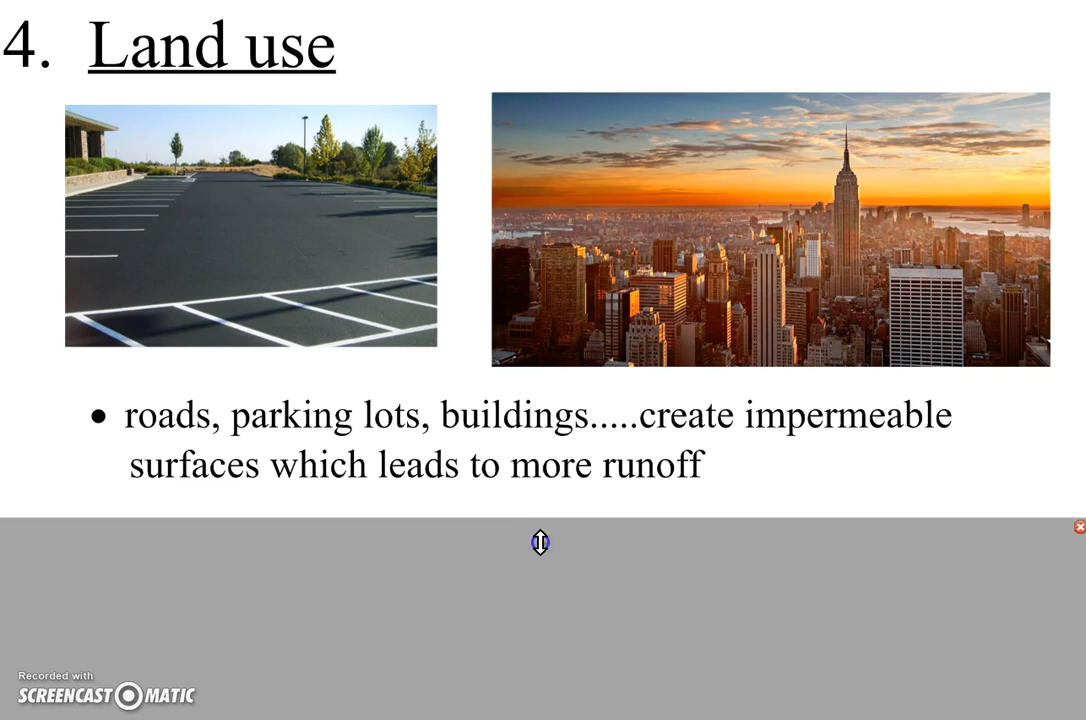 4. Land use
• roads, parking lots, buildings.....create impermeable
surfaces which leads to more runoff
Recorded with
SCREENCAST O MATIC